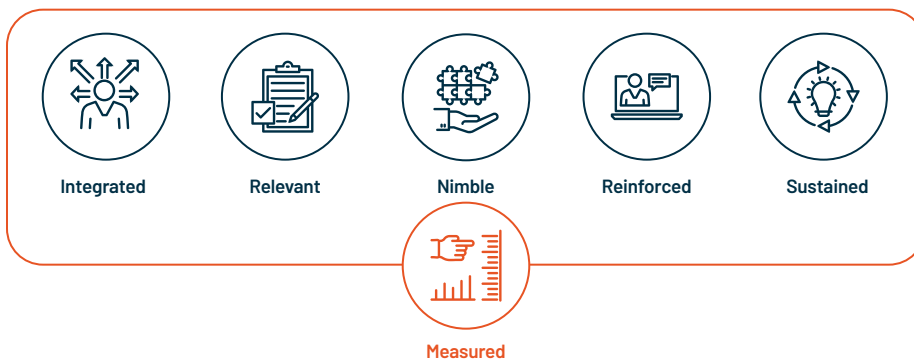 Integrated
Relevant
Nimble
Reinforced
Sustained
Measured